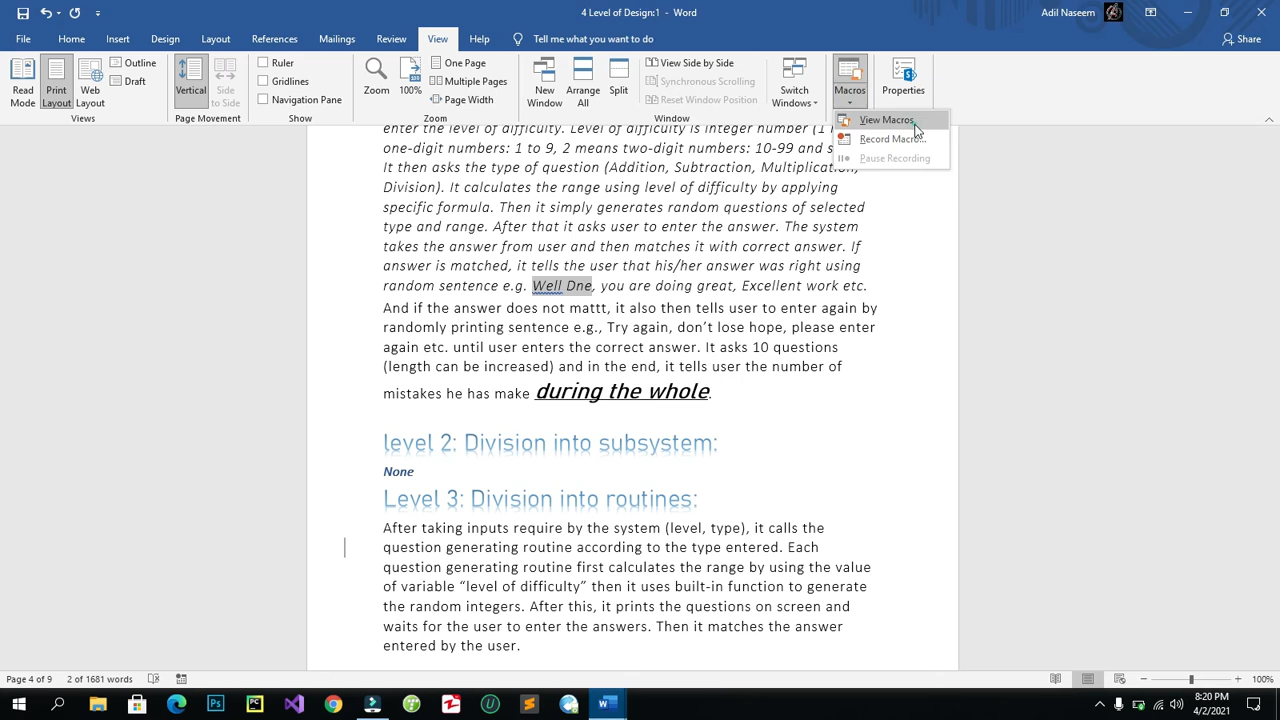 4 Level of Design:1 - Word
Adil Naseem
File Home Insert Design Layout References Mailings Review View Help Tell me what you want to do Share
Read Mode
Print Layout
Web Layout
Outline
Draft
Views
Vertical
Side to Side
Page Movement
Ruler
Gridlines
Navigation Pane
Show
Zoom
100%
One Page
Multiple Pages
Page Width
Zoom
New Window
Arrange All
Split
View Side by Side
Synchronous Scrolling
Reset Window Position
Window
Switch Windows
Macros
Properties
View Macros
Record Macro...
Pause Recording
enter the level of difficulty. Level of difficulty is integer number (1
one-digit numbers: 1 to 9, 2 means two-digit numbers: 10-99 and s
It then asks the type of question (Addition, Subtraction, Multiplication,
Division). It calculates the range using level of difficulty by applying
specific formula. Then it simply generates random questions of selected
type and range. After that it asks user to enter the answer. The system
takes the answer from user and then matches it with correct answer. If
answer is matched, it tells the user that his/her answer was right using
random sentence e.g. Well Dne, you are doing great, Excellent work etc.
And if the answer does not mattt, it also then tells user to enter again by
randomly printing sentence e.g., Try again, don’t lose hope, please enter
again etc. until user enters the correct answer. It asks 10 questions
(length can be increased) and in the end, it tells user the number of
mistakes he has make during the whole.
level 2: Division into subsystem:
None
Level 3: Division into routines:
After taking inputs require by the system (level, type), it calls the
question generating routine according to the type entered. Each
question generating routine first calculates the range by using the value
of variable “level of difficulty” then it uses built-in function to generate
the random integers. After this, it prints the questions on screen and
waits for the user to enter the answers. Then it matches the answer
entered by the user.
Page 4 of 9 2 of 1681 words 100%
8:20 PM
4/2/2021